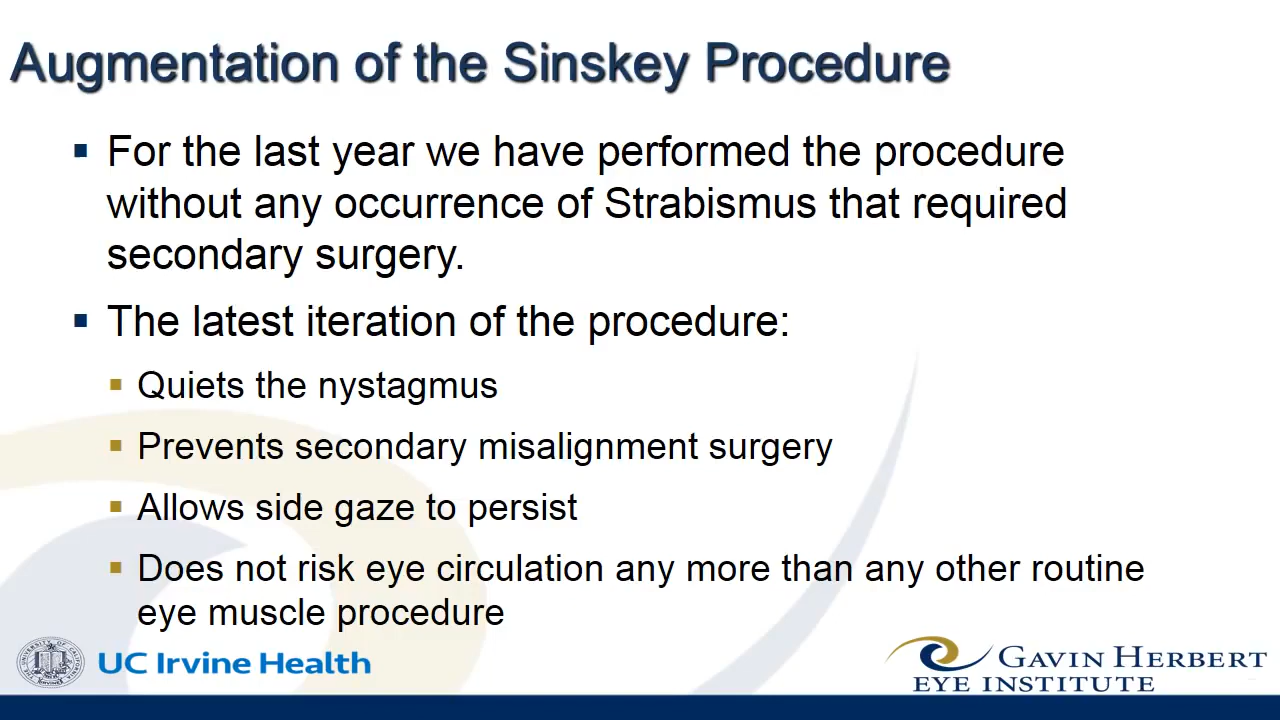 Augmentation of the Sinskey Procedure
For the last year we have performed the procedure
without any occurrence of Strabismus that required
secondary surgery.
The latest iteration of the procedure:
Quiets the nystagmus
Prevents secondary misalignment surgery
Allows side gaze to persist
Does not risk eye circulation any more than any other routine
eye muscle procedure
UC Irvine Health
GAVIN HERBERT
EYE INSTITUTE